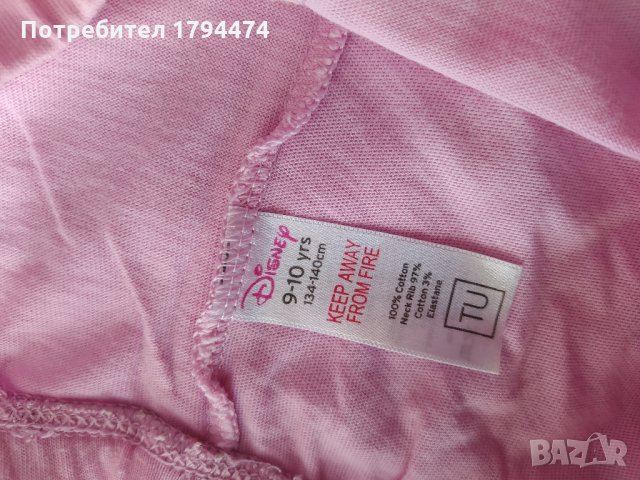 Потребител 1794474
Disney
9-10 yrs
134-140cm
KEEP AWAY
FROM FIRE
100% Cotton
Neck Rib 97%
Cotton 3%
Elastane
TU
BAZAR